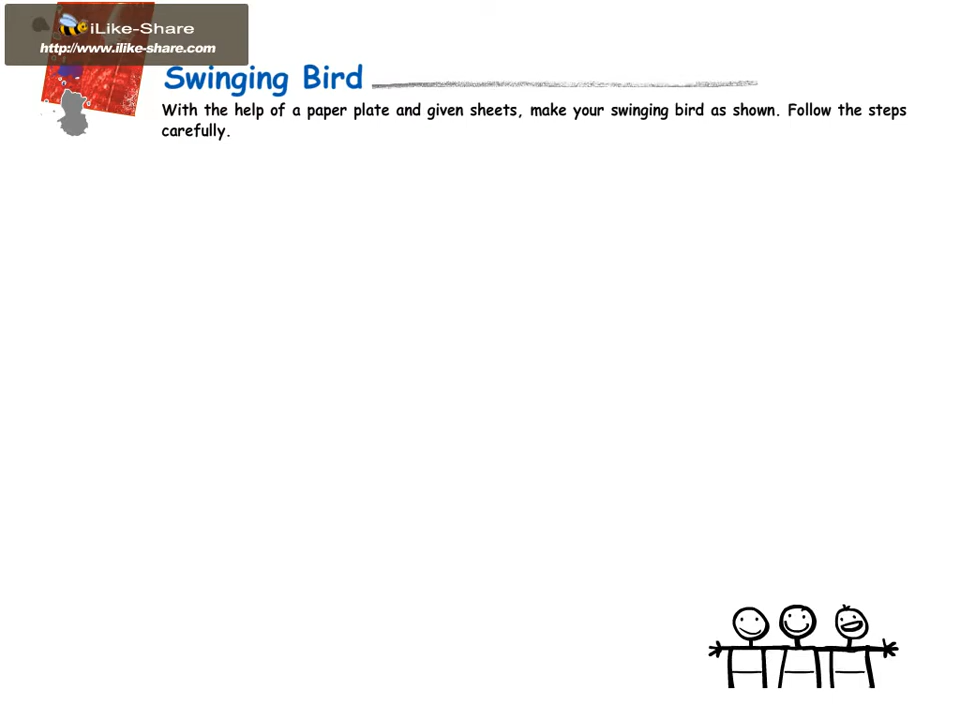 iLike-Share
http://www.ilike-share.com
Swinging Bird
With the help of a paper plate and given sheets, make your swinging bird as shown. Follow the steps
carefully.